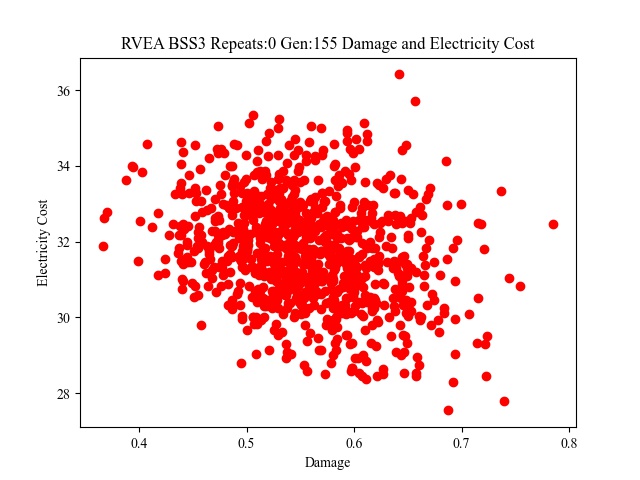 RVEA BSS3 Repeats:0 Gen:155 Damage and Electricity Cost
36
34
32
30
28
Electricity Cost
0.4 0.5 0.6 0.7 0.8
Damage